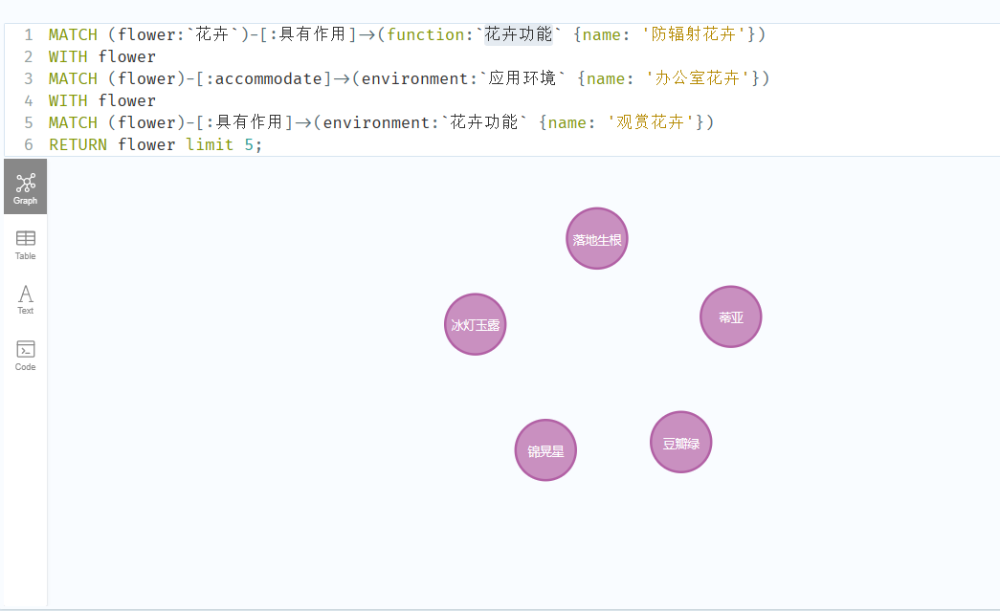 1 MATCH (flower:`花卉`)-[:具有作用]->(function:`花卉功能` {name: '防辐射花卉'})
2 WITH flower
3 MATCH (flower)-[:accommodate]->(environment:`应用环境` {name: '办公室花卉'})
4 WITH flower
5 MATCH (flower)-[:具有作用]->(environment:`花卉功能` {name: '观赏花卉'})
6 RETURN flower limit 5;
Graph
Table
Text
Code
落地生根
蒂亚
冰灯玉露
豆瓣绿
锦晃星